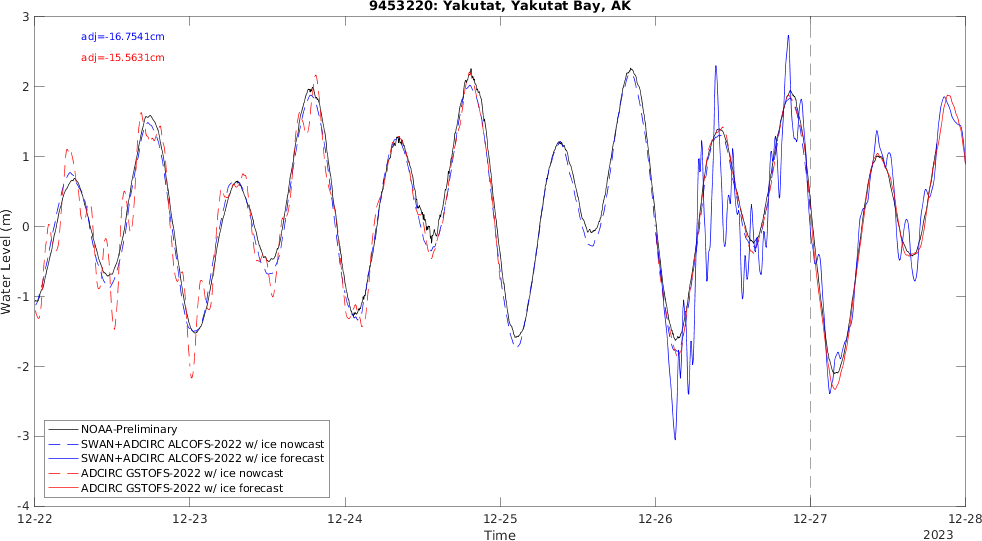 9453220: Yakutat, Yakutat Bay, AK
adj=-16.7541cm
adj=-15.5631cm
3
2
1
0
-1
-2
-3
-4
Water Level (m)
NOAA-Preliminary
SWAN+ADCIRC ALCOFS-2022 w/ ice nowcast
SWAN+ADCIRC ALCOFS-2022 w/ ice forecast
ADCIRC GSTOFS-2022 w/ ice nowcast
ADCIRC GSTOFS-2022 w/ ice forecast
12-22 12-23 12-24 12-25 12-26 12-27 12-28
Time
2023